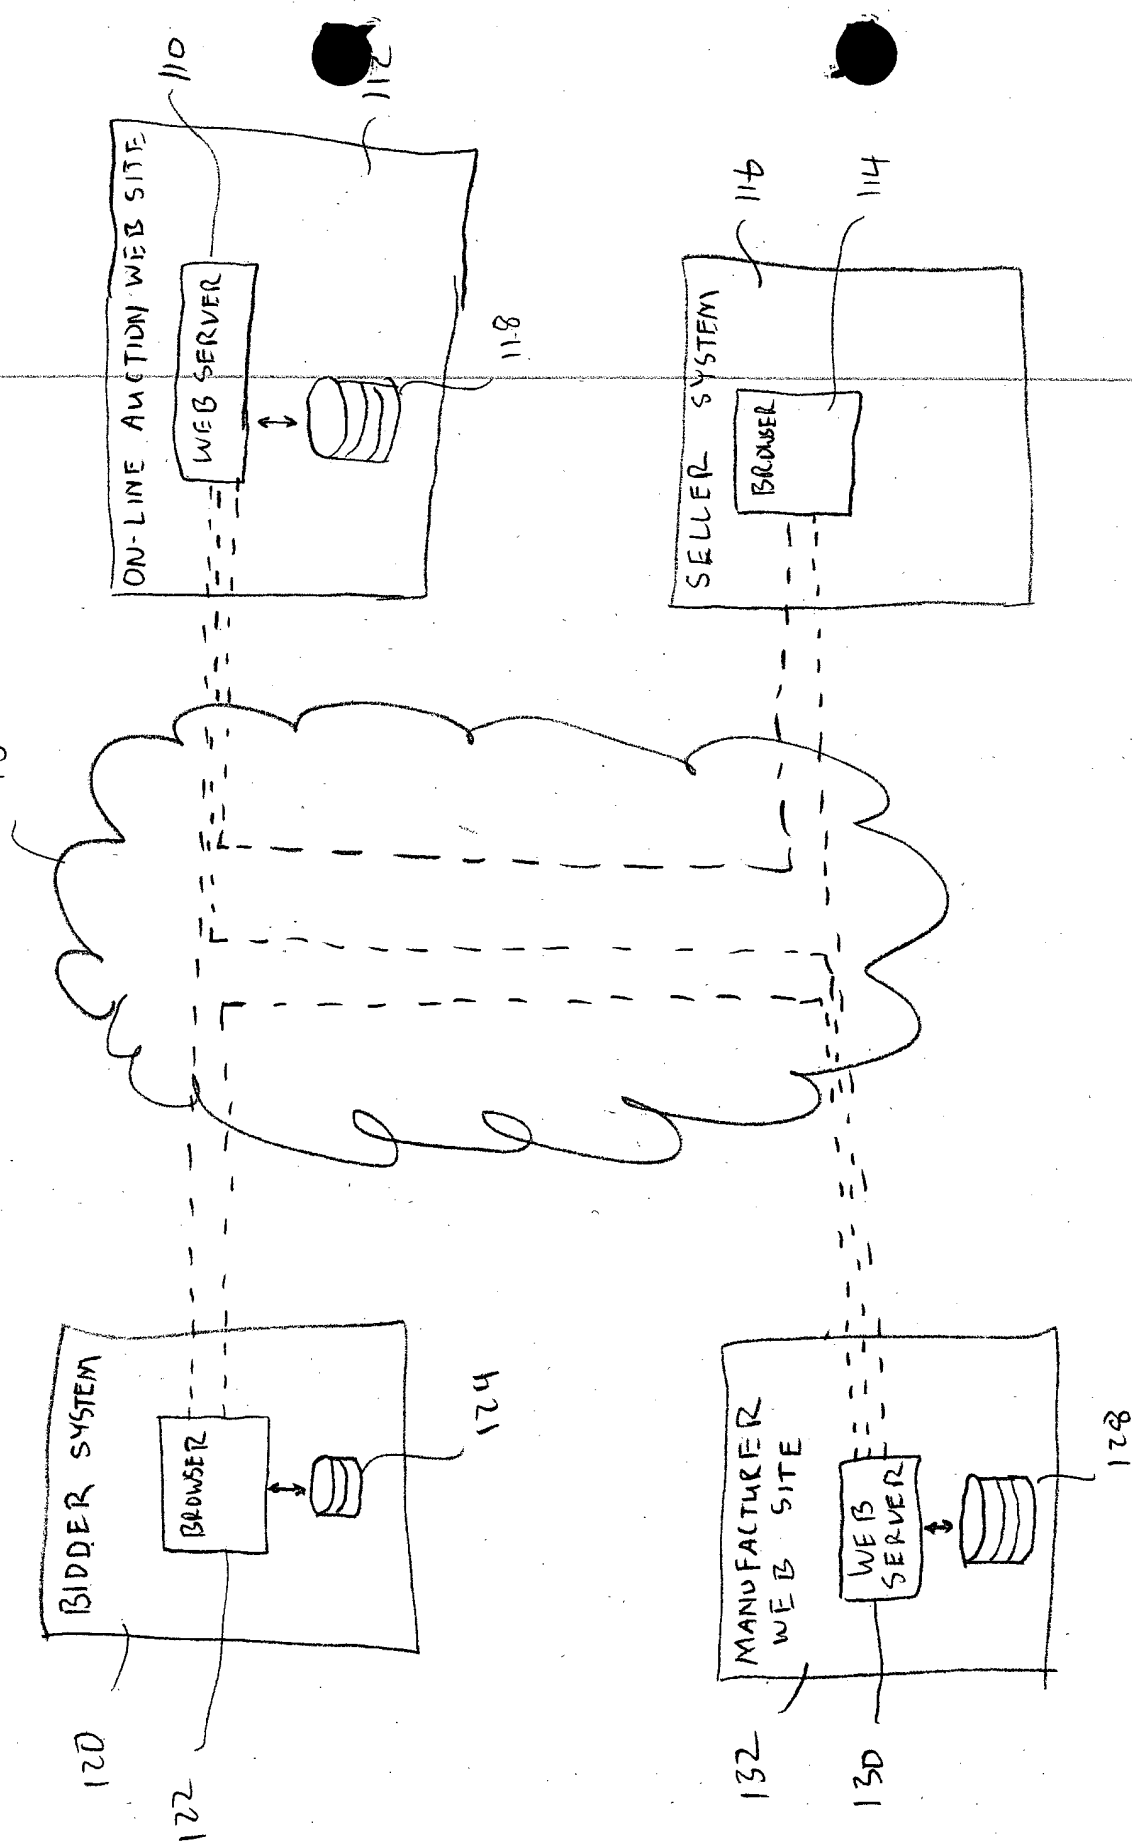 120
BIDDER SYSTEM
BROWSER
122
124
ON-LINE AUCTION WEB SITE
110
WEB SERVER
112
118
132
MANUFACTURER
WEB SITE
130
WEB
SERVER
128
SELLER SYSTEM
116
BROWSER
114